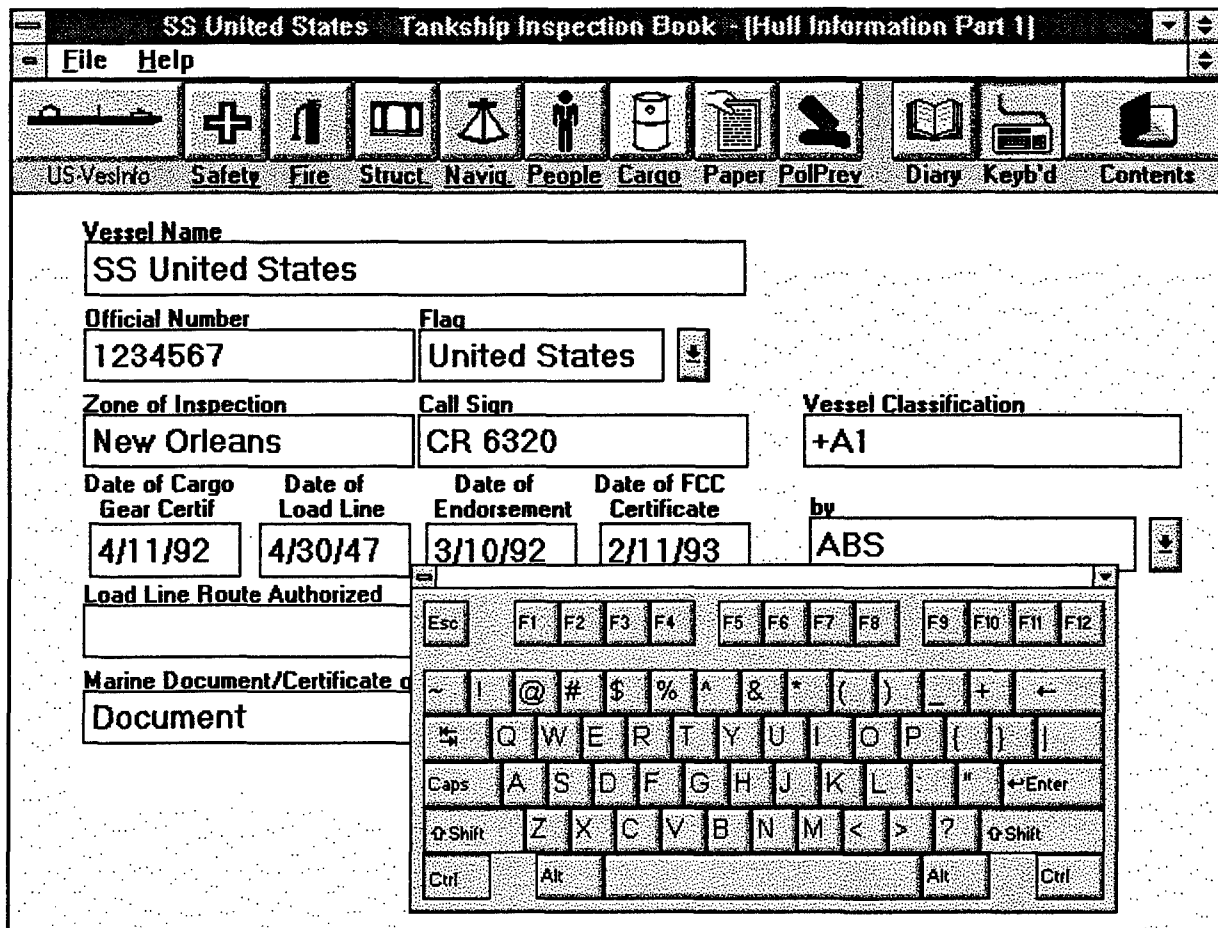 SS United States - Tankship Inspection Book - [Hull Information Part 1]
File Help
US-VesInfo Safety Fire Struct. Navig. People Cargo Paper PolPrev Diary Keyb'd Contents
Vessel Name
SS United States
Official Number Flag
1234567 United States
Zone of Inspection Call Sign Vessel Classification
New Orleans CR 6320 +A1
Date of Cargo Date of Date of Date of FCC
Gear Certif Load Line Endorsement Certificate by
4/11/92 4/30/47 3/10/92 2/11/93 ABS
Load Line Route Authorized
Esc F1 F2 F3 F4 F5 F6 F7 F8 F9 F10 F11 F12
Marine Document/Certificate
~ ! @ # $ % ^ & * ( ) _ + ←
Document
Q W E R T Y U I O P { } |
Caps A S D F G H J K L " ↵Enter
⇧Shift Z X C V B N M < > ? ⇧Shift
Ctrl Alt Alt Ctrl